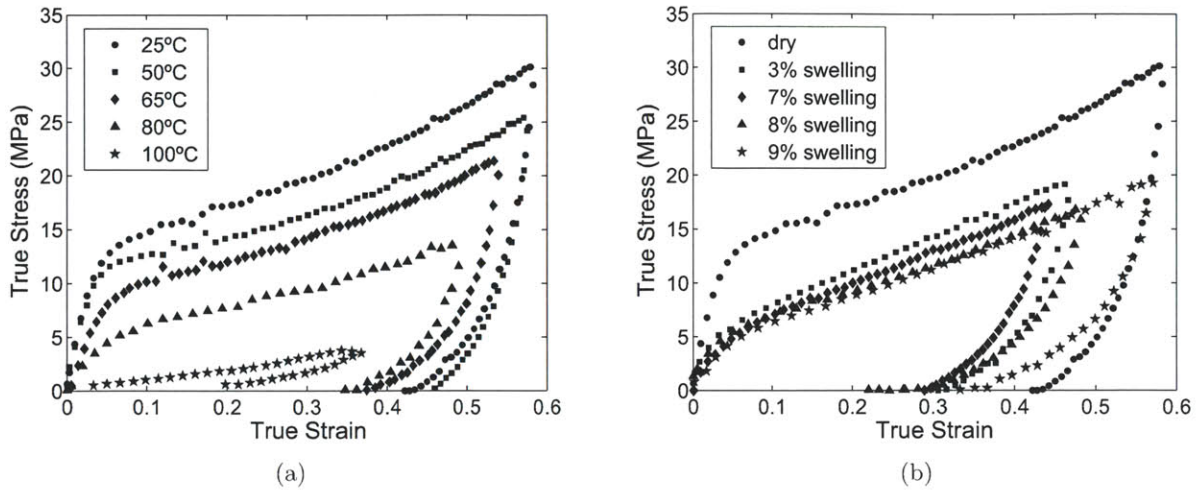 35
30
25
20
15
10
5
0
True Stress (MPa)
25ºC
50ºC
65ºC
80ºC
100ºC
0 0.1 0.2 0.3 0.4 0.5 0.6
True Strain
(a)
35
30
25
20
15
10
5
0
True Stress (MPa)
dry
3% swelling
7% swelling
8% swelling
9% swelling
0 0.1 0.2 0.3 0.4 0.5 0.6
True Strain
(b)